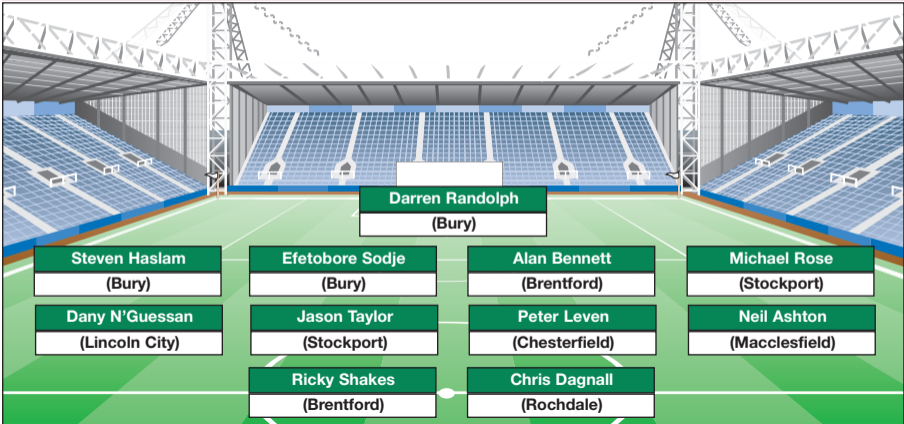 Darren Randolph
(Bury)
Steven Haslam
(Bury)
Efetobore Sodje
(Bury)
Alan Bennett
(Brentford)
Michael Rose
(Stockport)
Dany N’Guessan
(Lincoln City)
Jason Taylor
(Stockport)
Peter Leven
(Chesterfield)
Neil Ashton
(Macclesfield)
Ricky Shakes
(Brentford)
Chris Dagnall
(Rochdale)